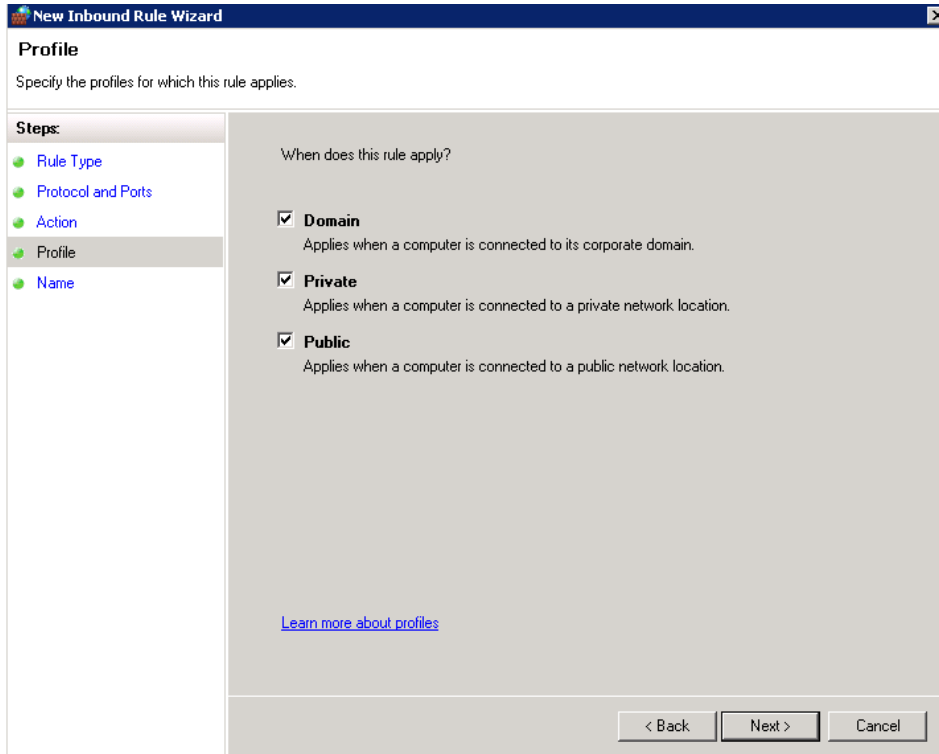 New Inbound Rule Wizard
Profile
Specify the profiles for which this rule applies.
Steps:
Rule Type
Protocol and Ports
Action
Profile
Name
When does this rule apply?
Domain
Applies when a computer is connected to its corporate domain.
Private
Applies when a computer is connected to a private network location.
Public
Applies when a computer is connected to a public network location.
Learn more about profiles
< Back
Next >
Cancel